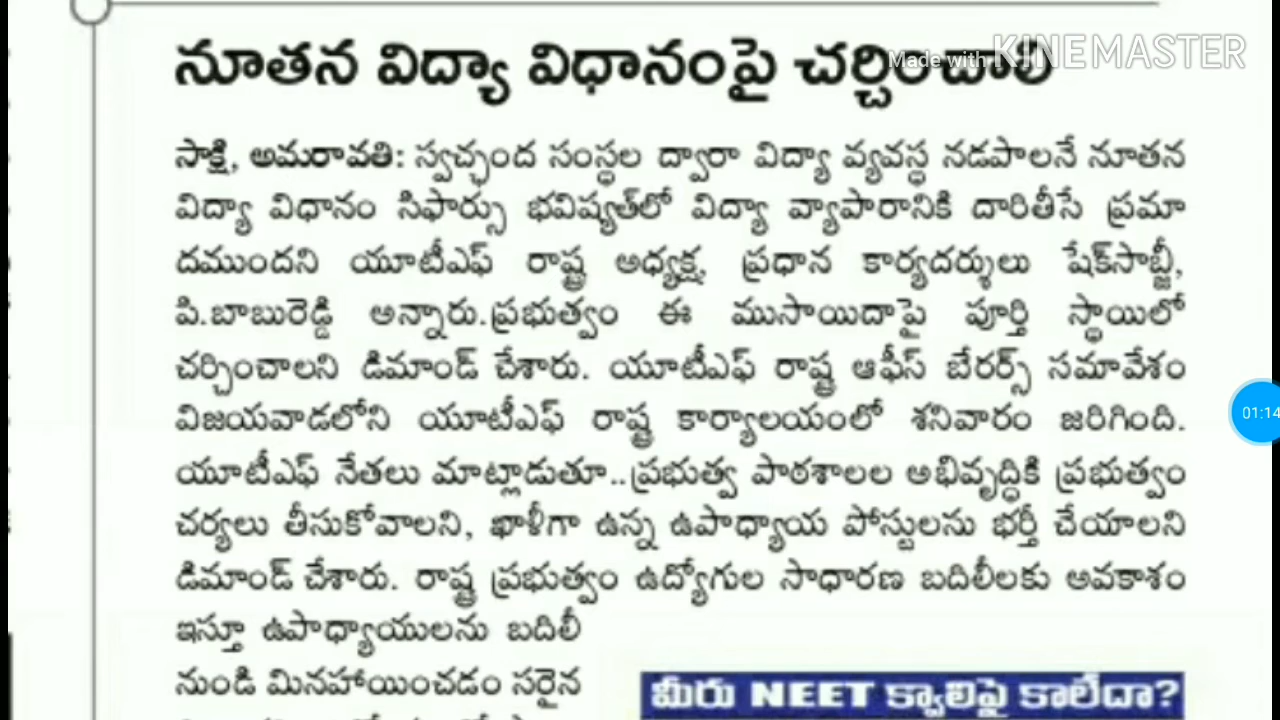 నూతన విద్యా విధానంపై చర్చించాలి
Made with KINEMASTER
సాక్షి, అమరావతి: స్వచ్ఛంద సంస్థల ద్వారా విద్యా వ్యవస్థ నడపాలనే నూతన
విద్యా విధానం సిఫార్సు భవిష్యత్‌లో విద్యా వ్యాపారానికి దారితీసే ప్రమా
దముందని యూటీఎఫ్ రాష్ట్ర అధ్యక్ష, ప్రధాన కార్యదర్శులు షేక్‌సాబ్జీ,
పి.బాబురెడ్డి అన్నారు.ప్రభుత్వం ఈ ముసాయిదాపై పూర్తి స్థాయిలో
చర్చించాలని డిమాండ్ చేశారు. యూటీఎఫ్ రాష్ట్ర ఆఫీస్ బేరర్స్ సమావేశం
విజయవాడలోని యూటీఎఫ్ రాష్ట్ర కార్యాలయంలో శనివారం జరిగింది.
యూటీఎఫ్ నేతలు మాట్లాడుతూ..ప్రభుత్వ పాఠశాలల అభివృద్ధికి ప్రభుత్వం
చర్యలు తీసుకోవాలని, ఖాళీగా ఉన్న ఉపాధ్యాయ పోస్టులను భర్తీ చేయాలని
డిమాండ్ చేశారు. రాష్ట్ర ప్రభుత్వం ఉద్యోగుల సాధారణ బదిలీలకు అవకాశం
ఇస్తూ ఉపాధ్యాయులను బదిలీ
నుండి మినహాయించడం సరైన
మీరు NEET క్వాలిఫై కాలేదా?
01:14